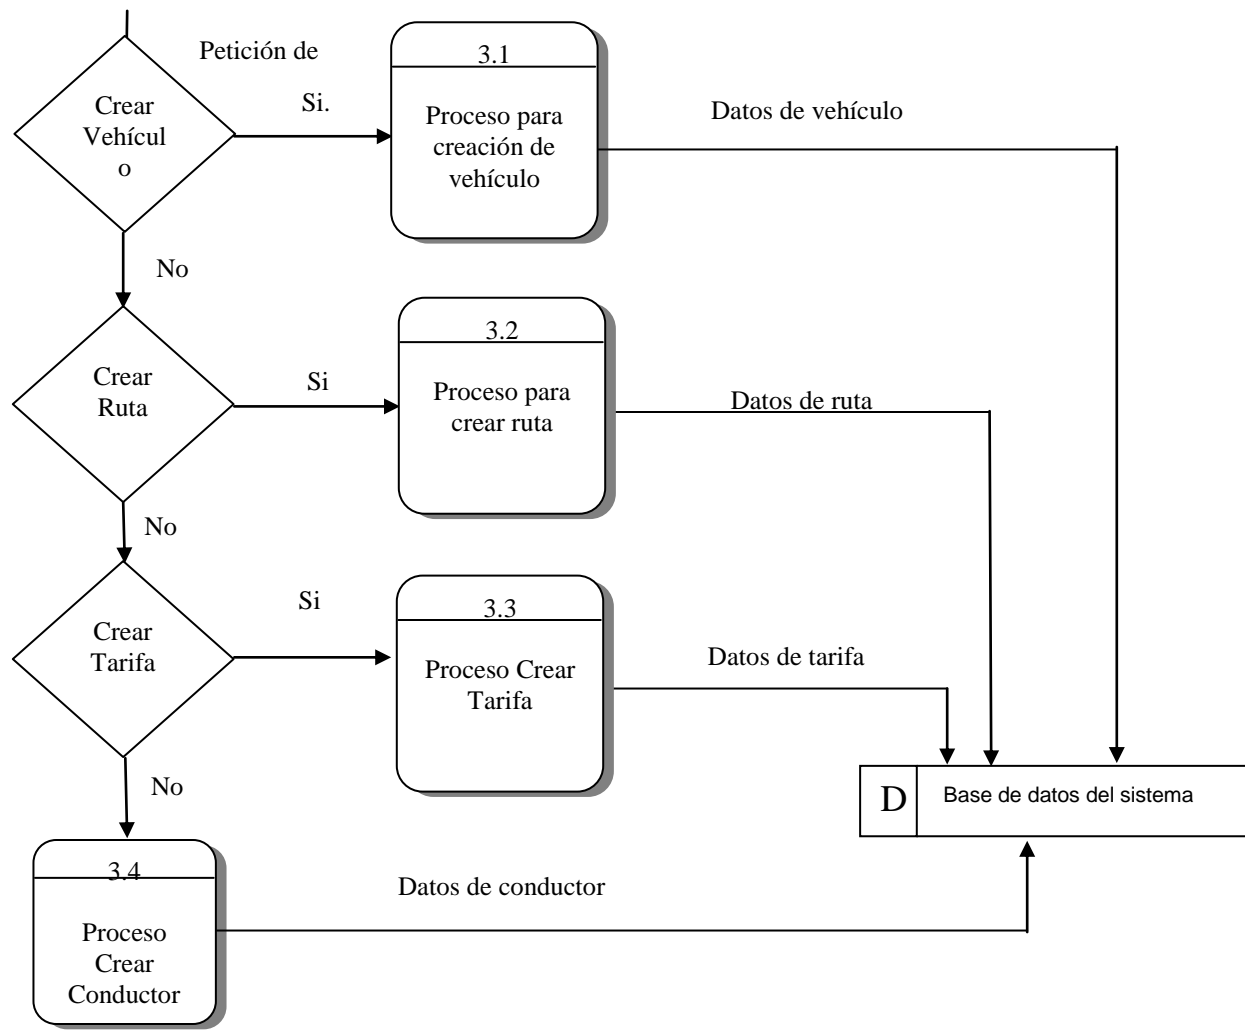 Petición de
Crear
Vehícul
o
Si.
3.1
Proceso para
creación de
vehículo
Datos de vehículo
No
Crear
Ruta
Si
3.2
Proceso para
crear ruta
Datos de ruta
No
Crear
Tarifa
Si
3.3
Proceso Crear
Tarifa
Datos de tarifa
No
D
Base de datos del sistema
3.4
Proceso
Crear
Conductor
Datos de conductor